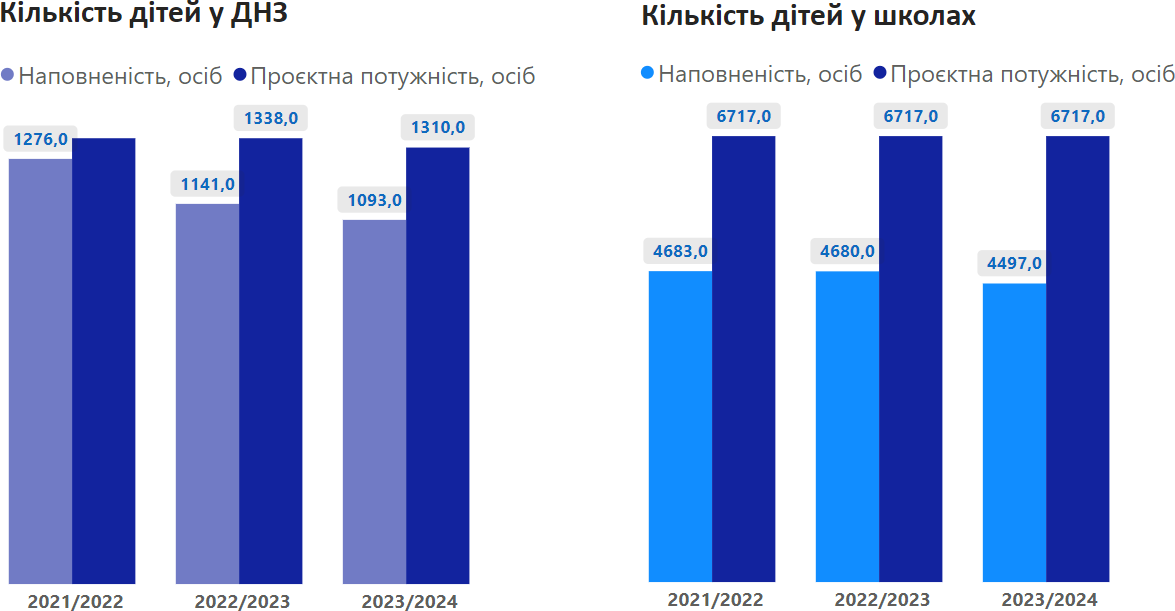 Кількість дітей у ДНЗ
Наповненість, осіб Проєктна потужність, осіб
1276,0
1338,0
1141,0
1310,0
1093,0
2021/2022 2022/2023 2023/2024
Кількість дітей у школах
Наповненість, осіб Проєктна потужність, осіб
6717,0 6717,0 6717,0
4683,0 4680,0 4497,0
2021/2022 2022/2023 2023/2024